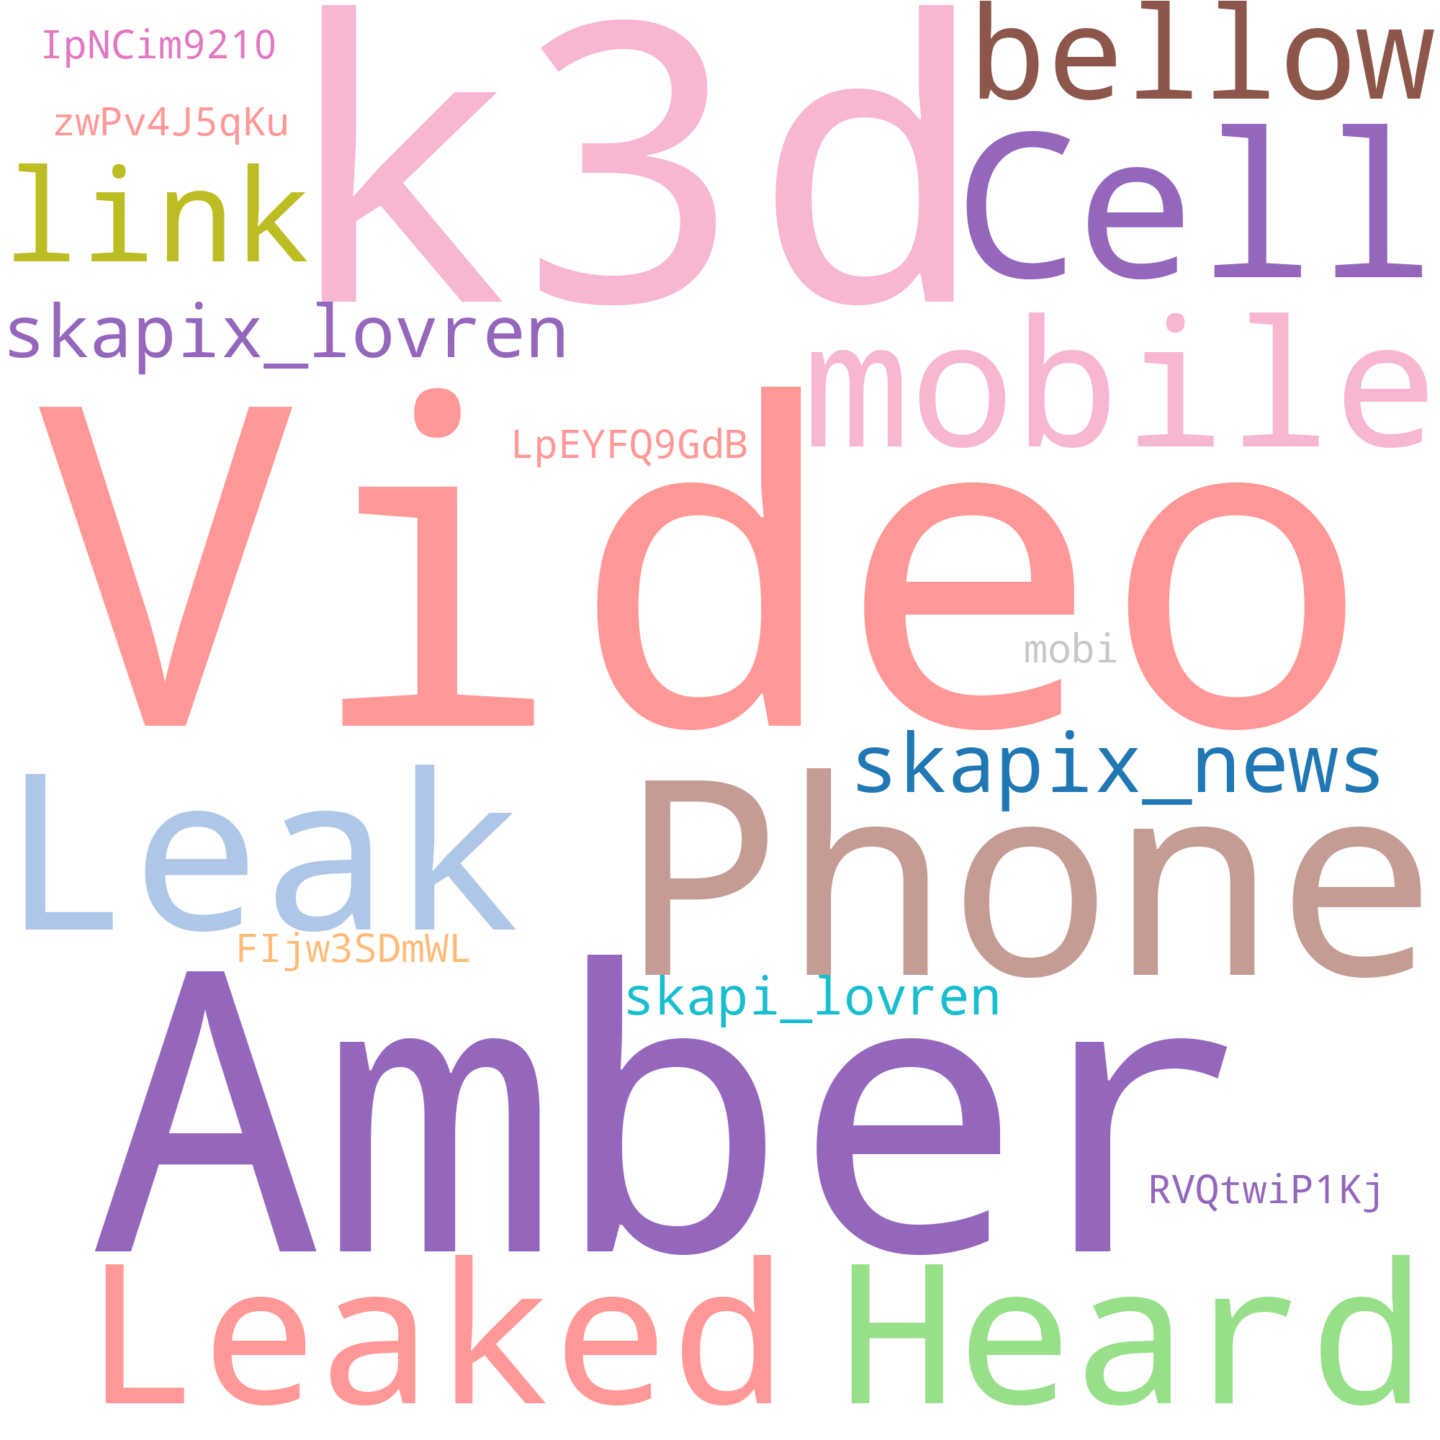 IpNCim921O
k3d
bellow
zwPv4J5qKu
Cell
link
skapix_lovren
mobile
Video
LpEYFQ9GdB
mobi
skapix_news
Leak
Phone
FIjw3SDmWL
skapi_lovren
Amber
RVQtwiP1Kj
Leaked
Heard